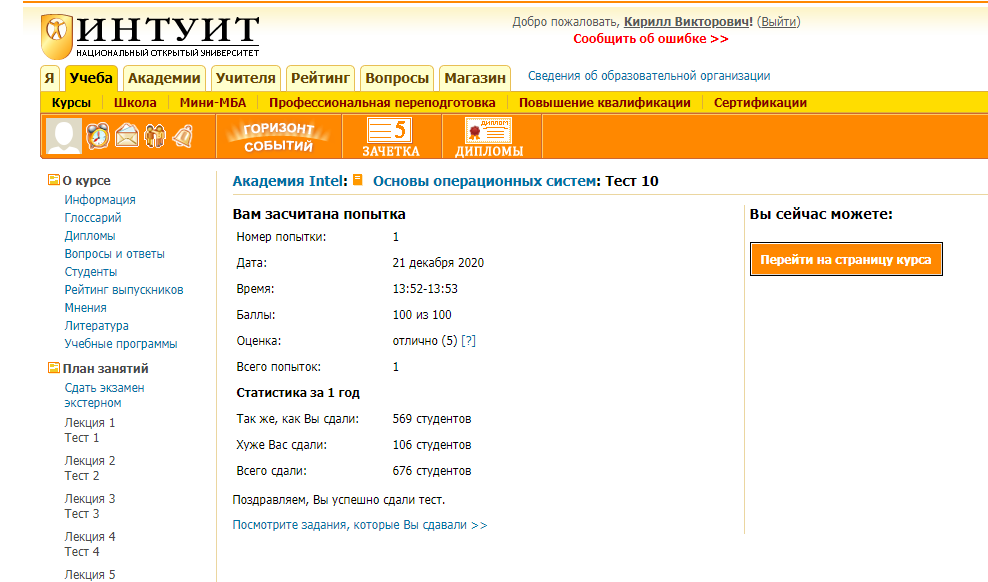 ИНТУИТ
НАЦИОНАЛЬНЫЙ ОТКРЫТЫЙ УНИВЕРСИТЕТ
Добро пожаловать, Кирилл Викторович! (Выйти)
Сообщить об ошибке >>
Я Учеба Академии Учителя Рейтинг Вопросы Магазин Сведения об образовательной организации
Курсы Школа Мини-МБА Профессиональная переподготовка Повышение квалификации Сертификации
ГОРИЗОНТ
СОБЫТИЙ
5
ЗАЧЕТКА
ДИПЛОМ
ДИПЛОМЫ
О курсе
Информация
Глоссарий
Дипломы
Вопросы и ответы
Студенты
Рейтинг выпускников
Мнения
Литература
Учебные программы
План занятий
Сдать экзамен
экстерном
Лекция 1
Тест 1
Лекция 2
Тест 2
Лекция 3
Тест 3
Лекция 4
Тест 4
Лекция 5
Академия Intel: Основы операционных систем: Тест 10
Вам засчитана попытка
Номер попытки: 1
Дата: 21 декабря 2020
Время: 13:52-13:53
Баллы: 100 из 100
Оценка: отлично (5) [?]
Всего попыток: 1
Статистика за 1 год
Так же, как Вы сдали: 569 студентов
Хуже Вас сдали: 106 студентов
Всего сдали: 676 студентов
Поздравляем, Вы успешно сдали тест.
Посмотрите задания, которые Вы сдавали >>
Вы сейчас можете:
Перейти на страницу курса